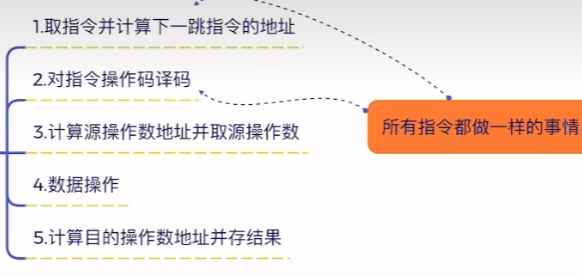 1.取指令并计算下一跳指令的地址
2.对指令操作码译码
所有指令都做一样的事情
3.计算源操作数地址并取源操作数
4.数据操作
5.计算目的操作数地址并存结果